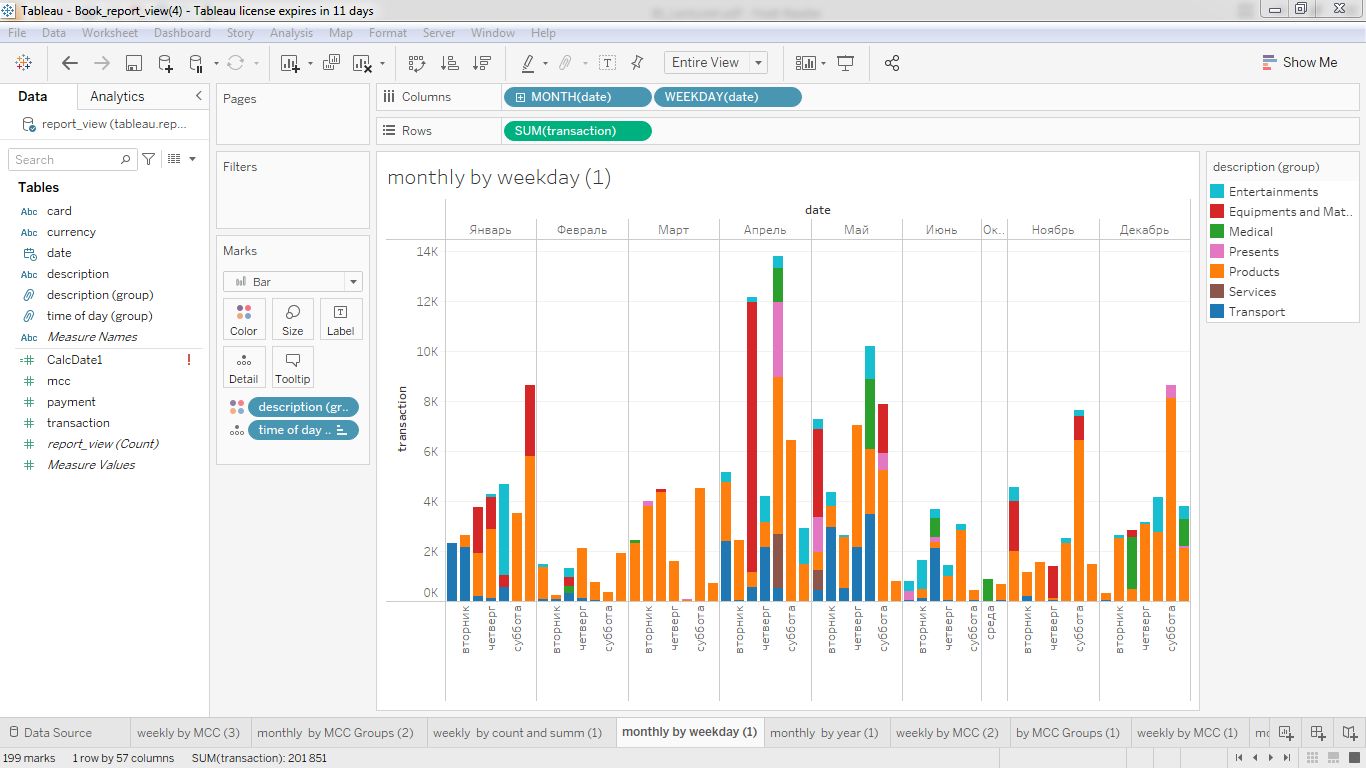 Tableau - Book_report_view(4) - Tableau license expires in 11 days
File Data Worksheet Dashboard Story Analysis Map Format Server Window Help
Entire View
Show Me
Data Analytics
report_view (tableau.rep...
Search
Tables
Abc card
Abc currency
date
Abc description
description (group)
time of day (group)
Abc Measure Names
CalcDate1 !
mcc
payment
transaction
report_view (Count)
Measure Values
Pages
Filters
Marks
Bar
Color Size Label
Detail Tooltip
description (gr..
time of day ..
Columns MONTH(date) WEEKDAY(date)
Rows SUM(transaction)
monthly by weekday (1)
date
Январь Февраль Март Апрель Май Июнь Ок.. Ноябрь Декабрь
transaction
14K
12K
10K
8K
6K
4K
2K
0K
вторник четверг суббота вторник четверг суббота вторник четверг суббота вторник четверг суббота вторник четверг суббота вторник четверг суббота среда вторник четверг суббота вторник четверг суббота
description (group)
Entertainments
Equipments and Mat..
Medical
Presents
Products
Services
Transport
Data Source weekly by MCC (3) monthly by MCC Groups (2) weekly by count and summ (1) monthly by weekday (1) monthly by year (1) weekly by MCC (2) by MCC Groups (1) weekly by MCC (1)
199 marks 1 row by 57 columns SUM(transaction): 201 851